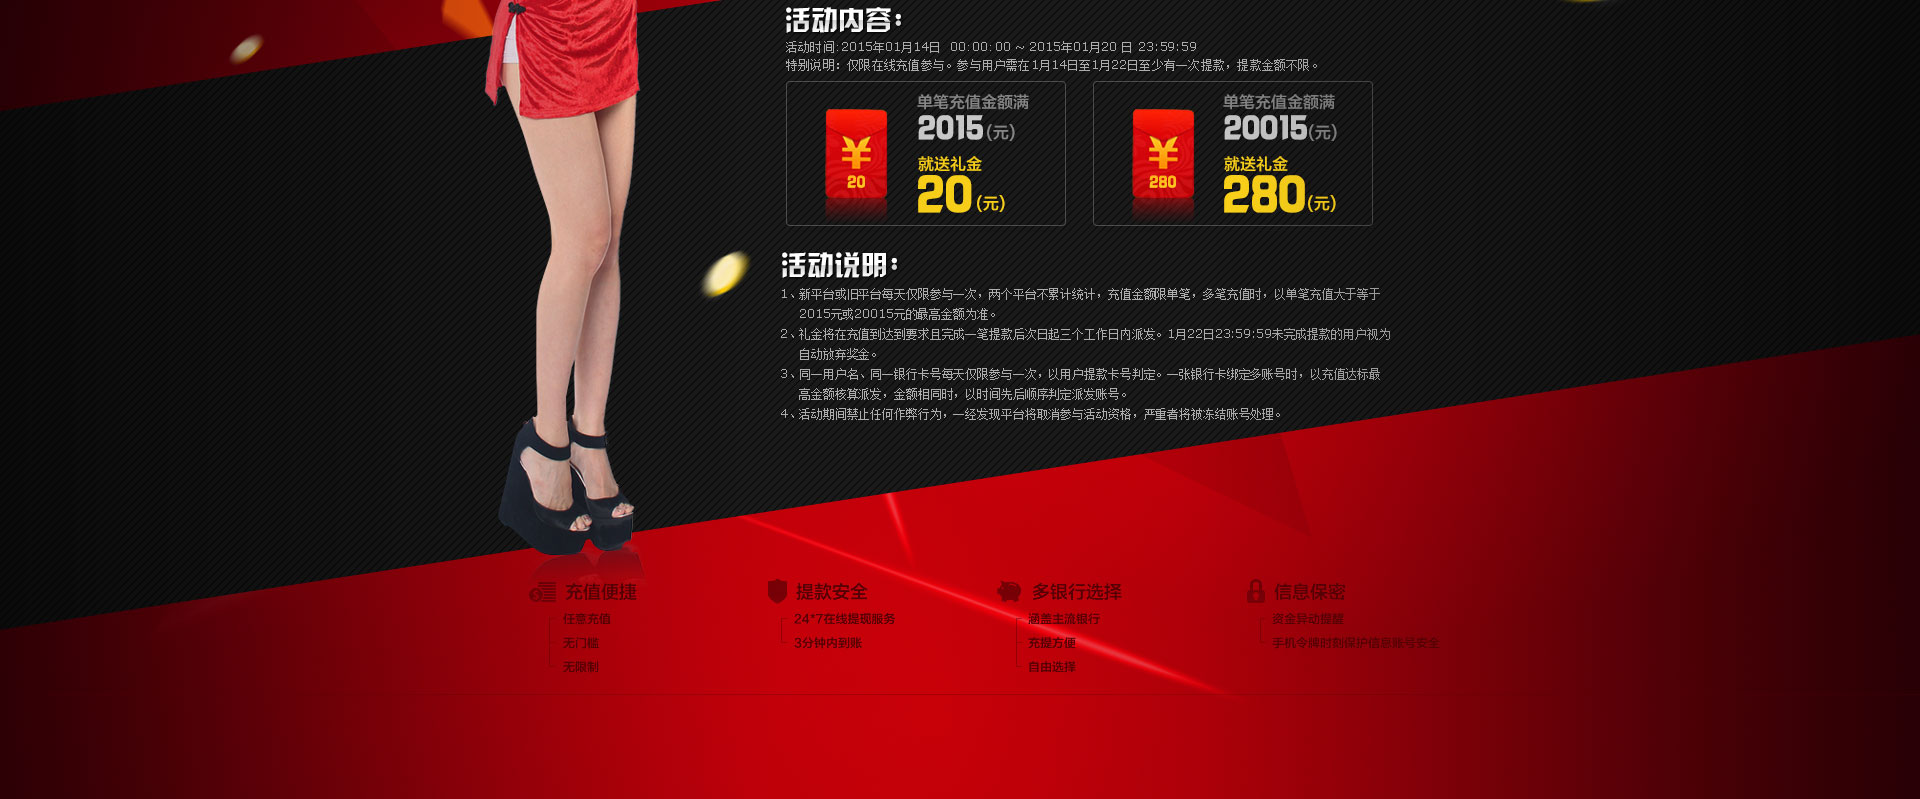 活动内容：
活动时间：2015年01月14日 00:00:00 ~ 2015年01月20日 23:59:59
特别说明：仅限在线充值参与。参与用户需在1月14日至1月22日至少有一次提款，提款金额不限。
单笔充值金额满
2015(元)
就送礼金
20(元)
¥
20
单笔充值金额满
20015(元)
就送礼金
280(元)
¥
280
活动说明：
1、新平台或旧平台每天仅限参与一次，两个平台不累计统计，充值金额限单笔，多笔充值时，以单笔充值大于等于
2015元或20015元的最高金额为准。
2、礼金将在充值到达到要求且完成一笔提款后次日起三个工作日内派发。1月22日23:59:59未完成提款的用户视为
自动放弃奖金。
3、同一用户名、同一银行卡号每天仅限参与一次，以用户提款卡号判定。一张银行卡绑定多账号时，以充值达标最
高金额核算派发，金额相同时，以时间先后顺序判定派发账号。
4、活动期间禁止任何作弊行为，一经发现平台将取消参与活动资格，严重者将被冻结账号处理。
充值便捷
任意充值
无门槛
无限制
提款安全
24*7在线提现服务
3分钟内到账
多银行选择
涵盖主流银行
充提方便
自由选择
信息保密
资金异动提醒
手机令牌时刻保护信息账号安全